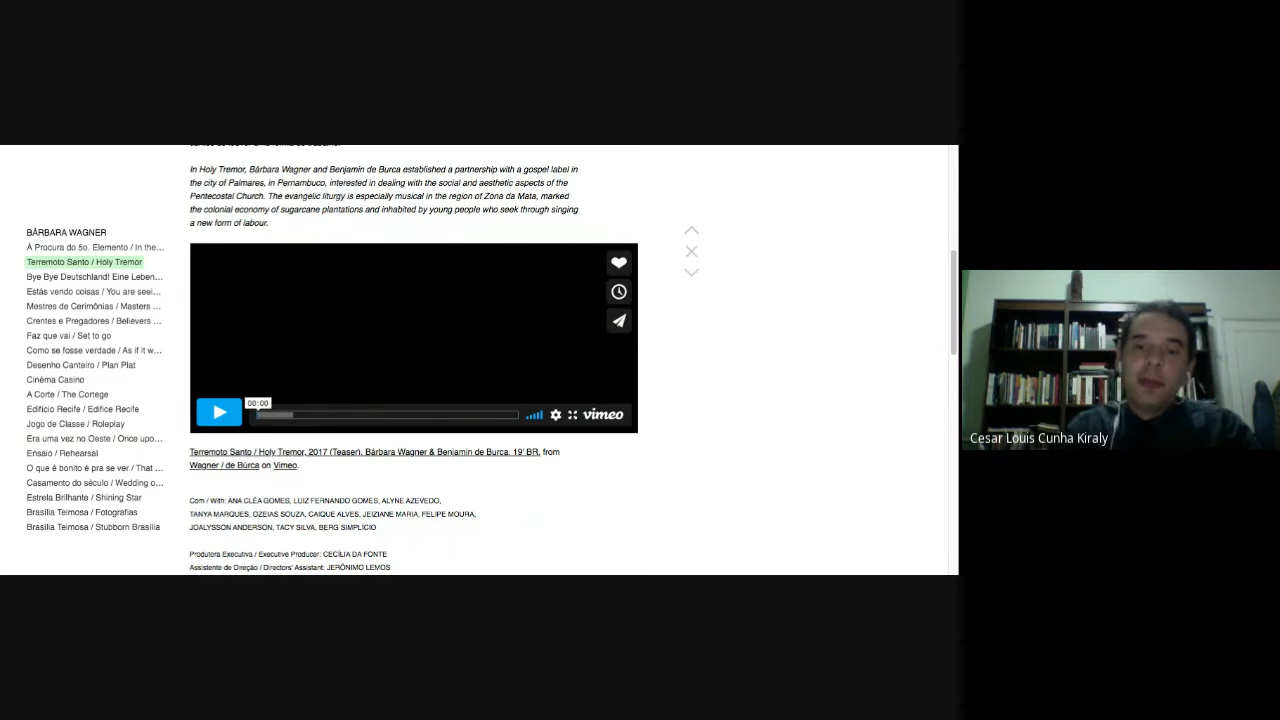 In Holy Tremor, Bárbara Wagner and Benjamin de Burca established a partnership with a gospel label in
the city of Palmares, in Pernambuco, interested in dealing with the social and aesthetic aspects of the
Pentecostal Church. The evangelic liturgy is especially musical in the region of Zona da Mata, marked
the colonial economy of sugarcane plantations and inhabited by young people who seek through singing
a new form of labour.
BÁRBARA WAGNER
À Procura do 5o. Elemento / In the...
Terremoto Santo / Holy Tremor
Bye Bye Deutschland! Eine Leben...
Estás vendo coisas / You are seei...
Mestres de Cerimônias / Masters ...
Crentes e Pregadores / Believers ...
Faz que vai / Set to go
Como se fosse verdade / As if it w...
Desenho Canteiro / Plan Plat
Cinéma Casino
A Corte / The Cortege
Edifício Recife / Edifice Recife
Jogo de Classe / Roleplay
Era uma vez no Oeste / Once upo...
Ensaio / Rehearsal
O que é bonito é pra se ver / That ...
Casamento do século / Wedding o...
Estrela Brilhante / Shining Star
Brasília Teimosa / Fotografias
Brasília Teimosa / Stubborn Brasília
00:00
vimeo
Terremoto Santo / Holy Tremor, 2017 (Teaser). Bárbara Wagner & Benjamin de Burca. 19' BR. from
Wagner / de Burca on Vimeo.
Com / With: ANA CLÉA GOMES, LUIZ FERNANDO GOMES, ALYNE AZEVEDO,
TANYA MARQUES, OZEIAS SOUZA, CAIQUE ALVES, JEIZIANE MARIA, FELIPE MOURA,
JOALYSSON ANDERSON, TACY SILVA, BERG SIMPLÍCIO
Produtora Executiva / Executive Producer: CECÍLIA DA FONTE
Assistente de Direção / Directors' Assistant: JERÔNIMO LEMOS
Cesar Louis Cunha Kiraly